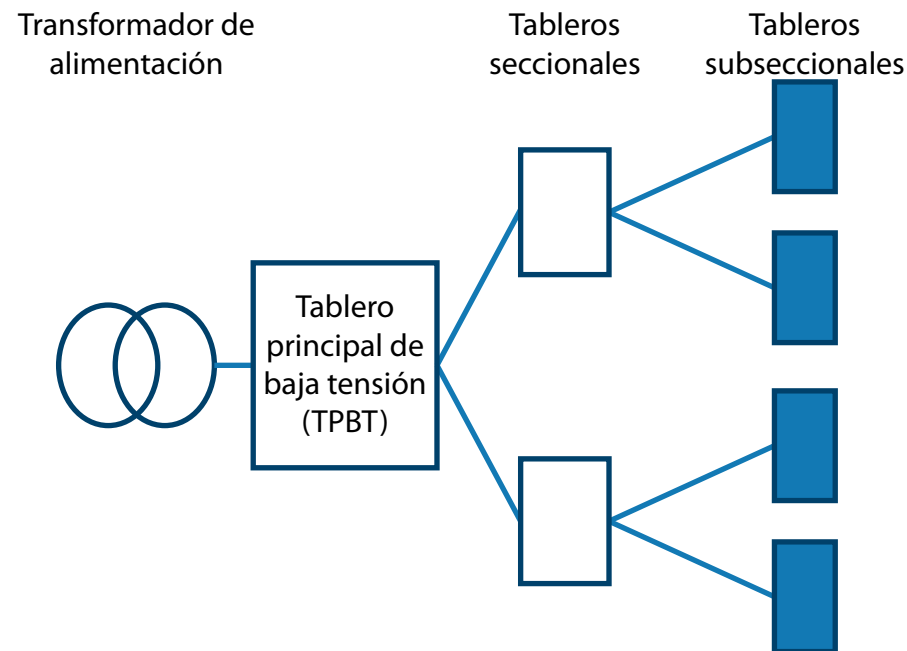 Transformador de
alimentación
Tableros
seccionales
Tableros
subseccionales
Tablero
principal de
baja tensión
(TPBT)